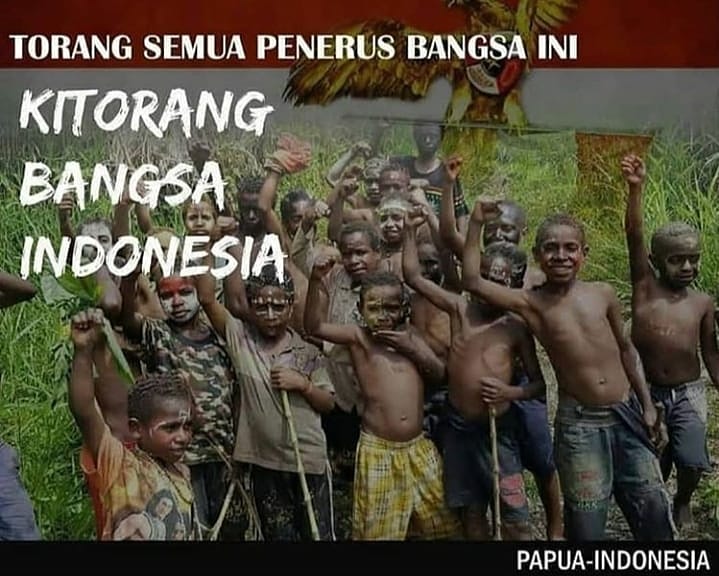 TORANG SEMUA PENERUS BANGSA INI
KITORANG
BANGSA
INDONESIA
PAPUA-INDONESIA